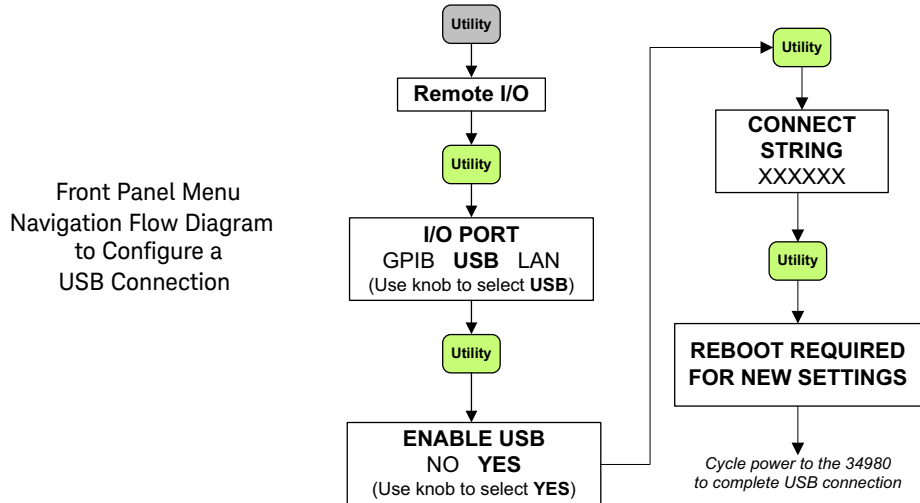 Front Panel Menu
Navigation Flow Diagram
to Configure a
USB Connection
Utility
Remote I/O
Utility
I/O PORT
GPIB USB LAN
(Use knob to select USB)
Utility
ENABLE USB
NO YES
(Use knob to select YES)
Utility
CONNECT
STRING
XXXXXX
Utility
REBOOT REQUIRED
FOR NEW SETTINGS
Cycle power to the 34980
to complete USB connection